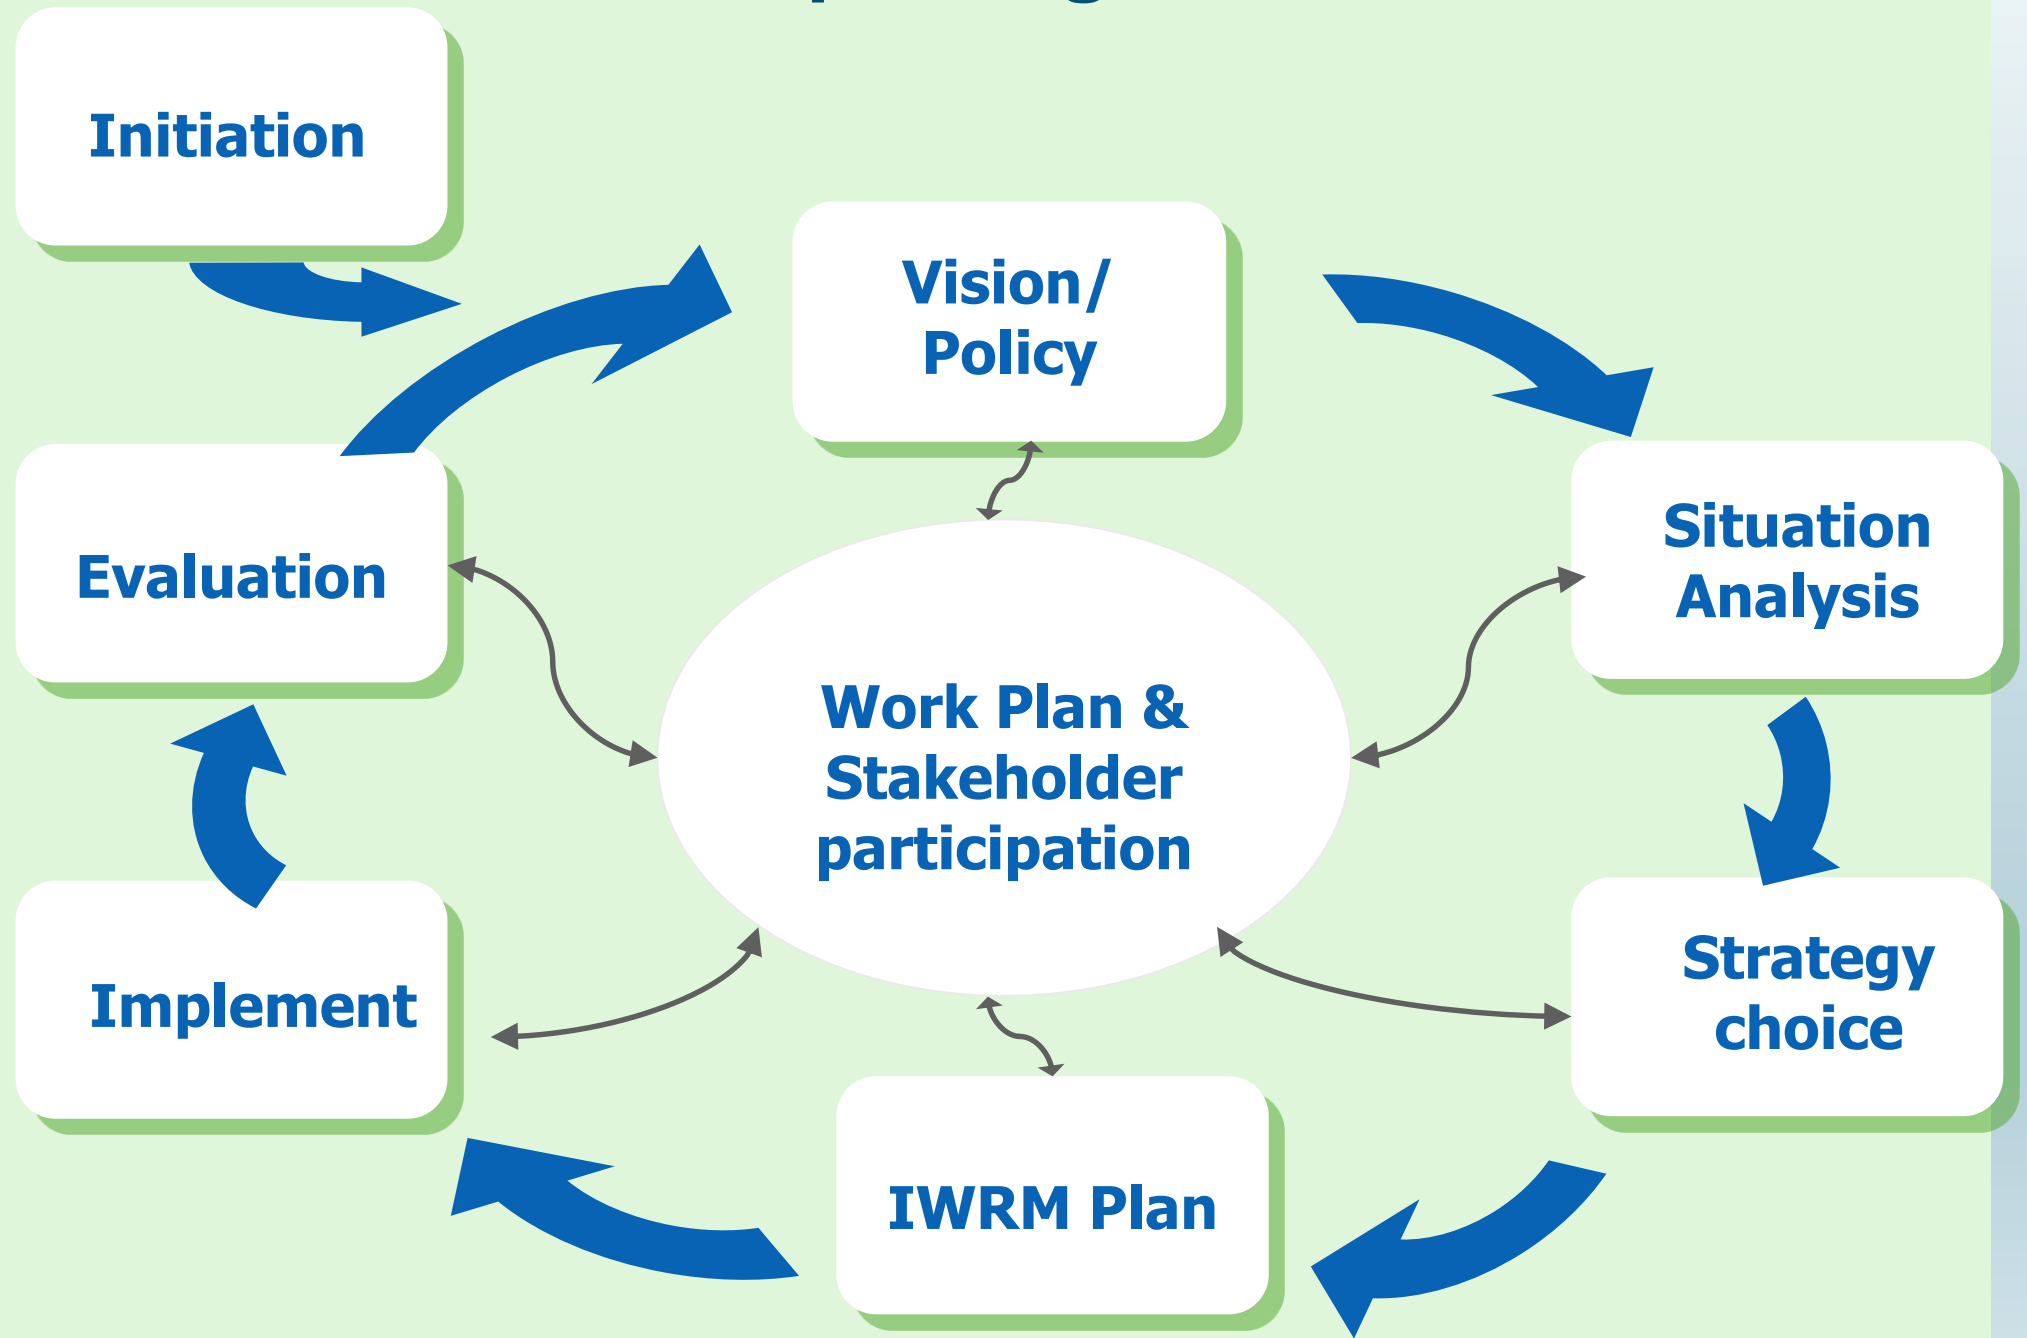 Initiation
Vision/
Policy
Evaluation
Situation
Analysis
Work Plan &
Stakeholder
participation
Implement
Strategy
choice
IWRM Plan